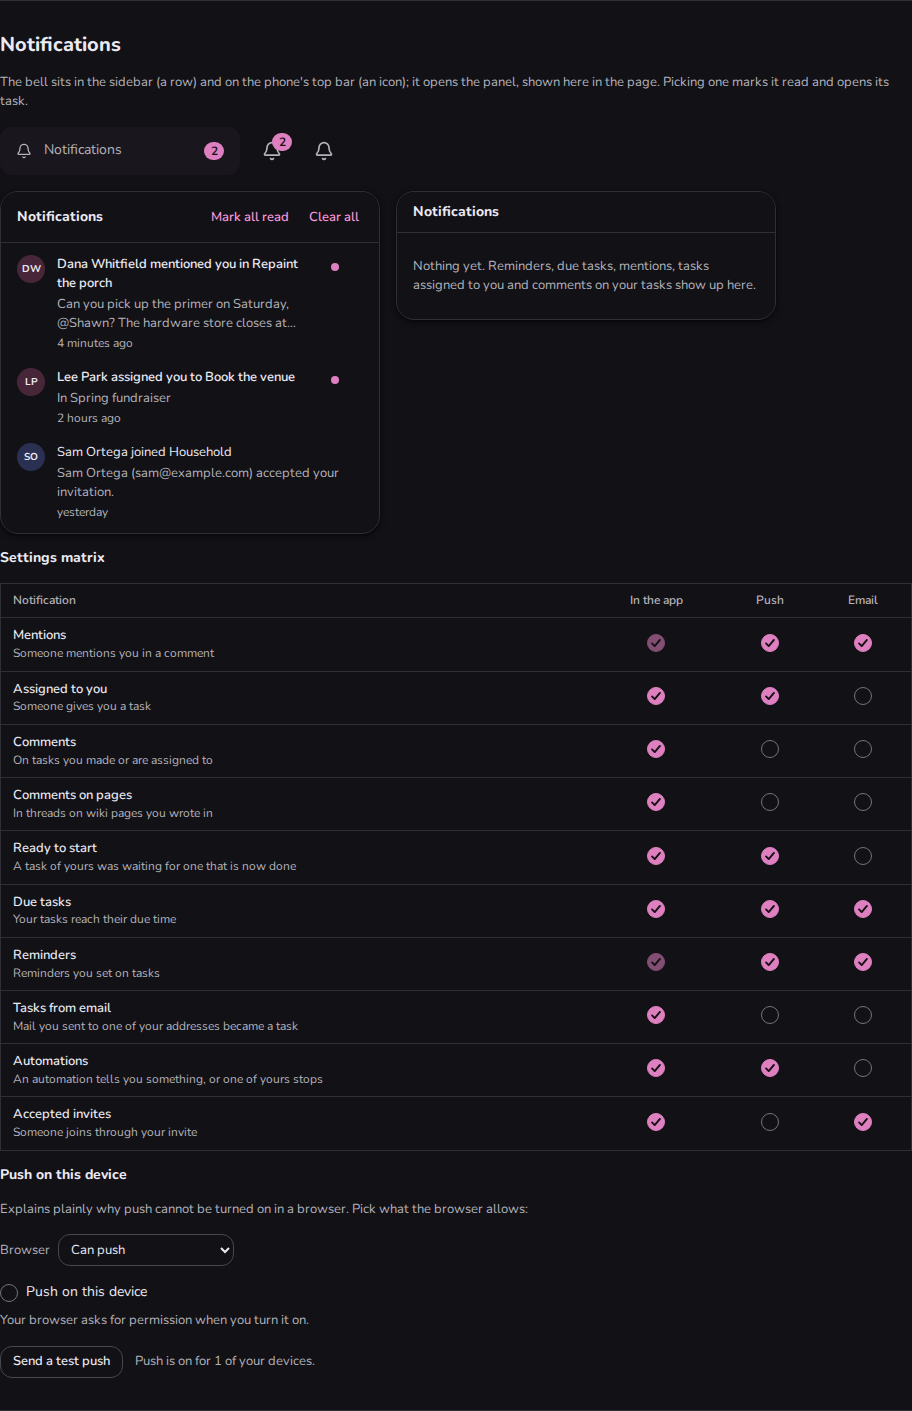 Notifications
The bell sits in the sidebar (a row) and on the phone's top bar (an icon); it opens the panel, shown here in the page. Picking one marks it read and opens its
task.
Notifications 2 2
Notifications Mark all read Clear all
DW Dana Whitfield mentioned you in Repaint
the porch
Can you pick up the primer on Saturday,
@Shawn? The hardware store closes at...
4 minutes ago
LP Lee Park assigned you to Book the venue
In Spring fundraiser
2 hours ago
SO Sam Ortega joined Household
Sam Ortega (sam@example.com) accepted your
invitation.
yesterday
Notifications
Nothing yet. Reminders, due tasks, mentions, tasks
assigned to you and comments on your tasks show up here.
Settings matrix
Notification In the app Push Email
Mentions
Someone mentions you in a comment
Assigned to you
Someone gives you a task
Comments
On tasks you made or are assigned to
Comments on pages
In threads on wiki pages you wrote in
Ready to start
A task of yours was waiting for one that is now done
Due tasks
Your tasks reach their due time
Reminders
Reminders you set on tasks
Tasks from email
Mail you sent to one of your addresses became a task
Automations
An automation tells you something, or one of yours stops
Accepted invites
Someone joins through your invite
Push on this device
Explains plainly why push cannot be turned on in a browser. Pick what the browser allows:
Browser Can push
Push on this device
Your browser asks for permission when you turn it on.
Send a test push Push is on for 1 of your devices.